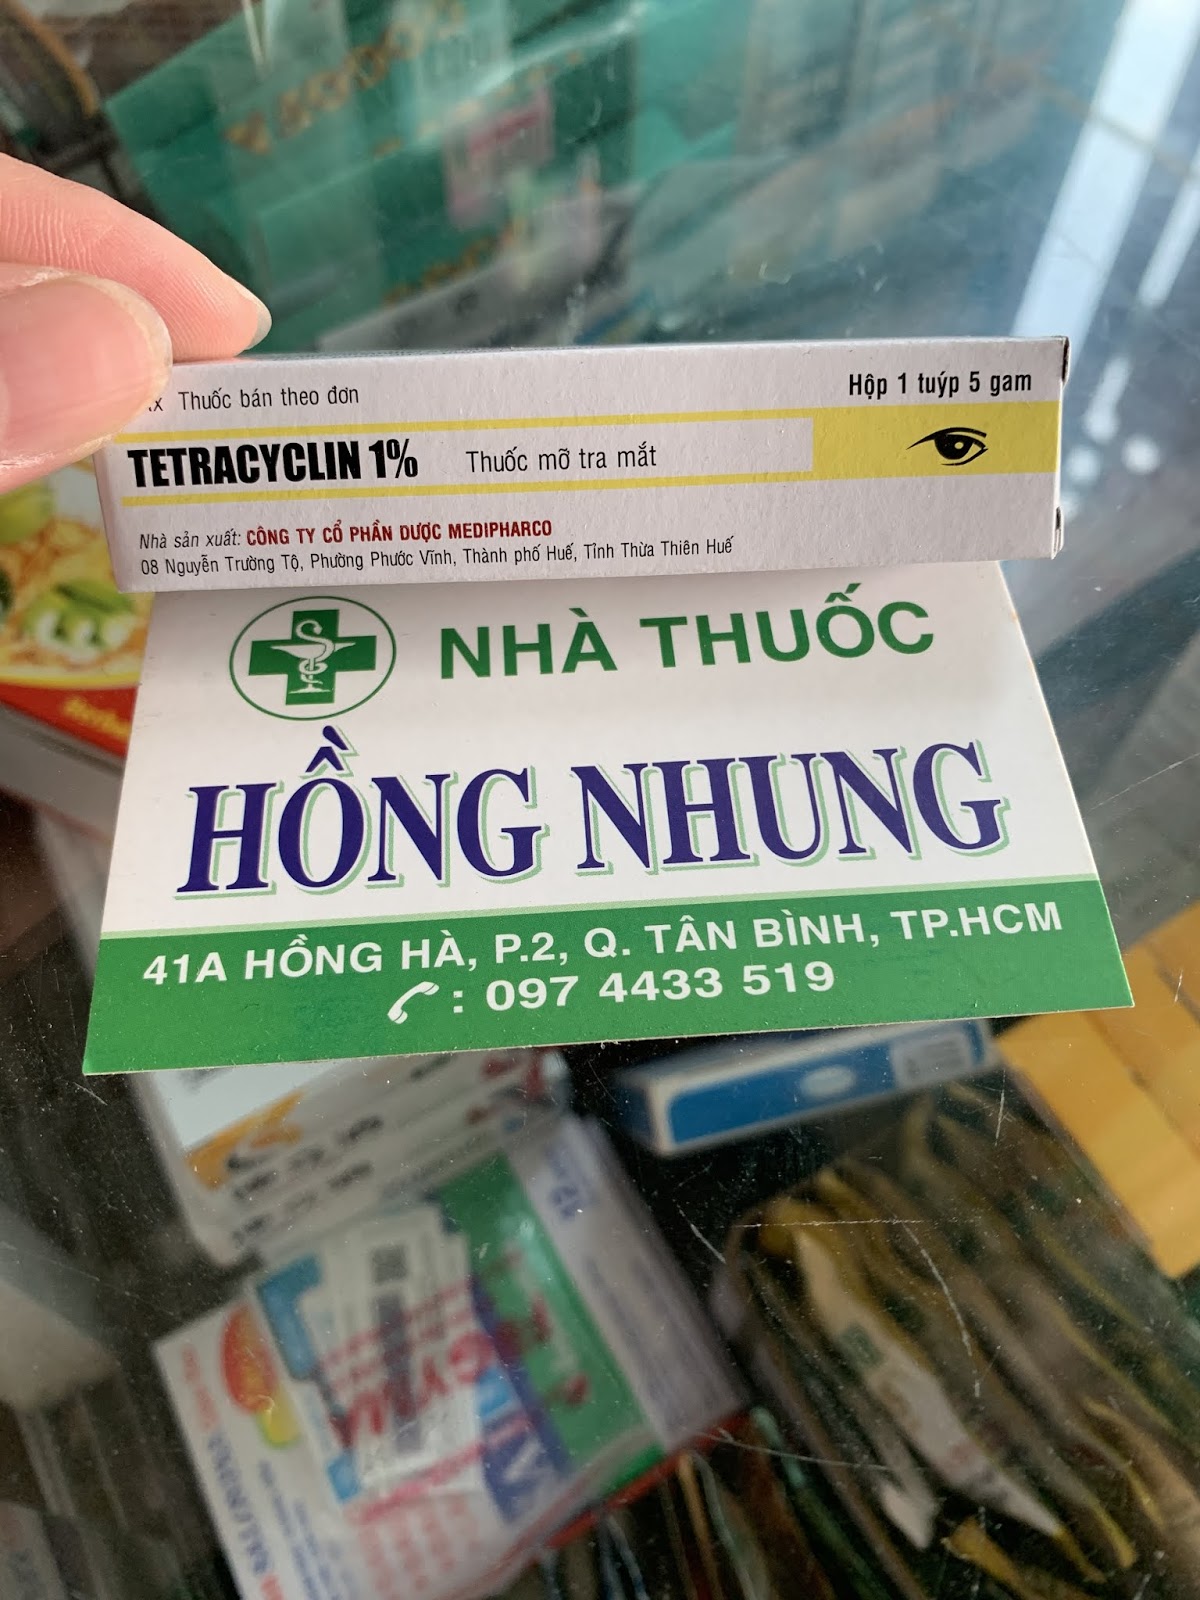 Thuốc bán theo đơn
Hộp 1 tuýp 5 gam
TETRACYCLIN 1% Thuốc mỡ tra mắt
Nhà sản xuất: CÔNG TY CỔ PHẦN DƯỢC MEDIPHARCO
08 Nguyễn Trường Tộ, Phường Phước Vĩnh, Thành phố Huế, Tỉnh Thừa Thiên Huế
NHÀ THUỐC
HỒNG NHUNG
41A HỒNG HÀ, P.2, Q. TÂN BÌNH, TP.HCM
: 097 4433 519